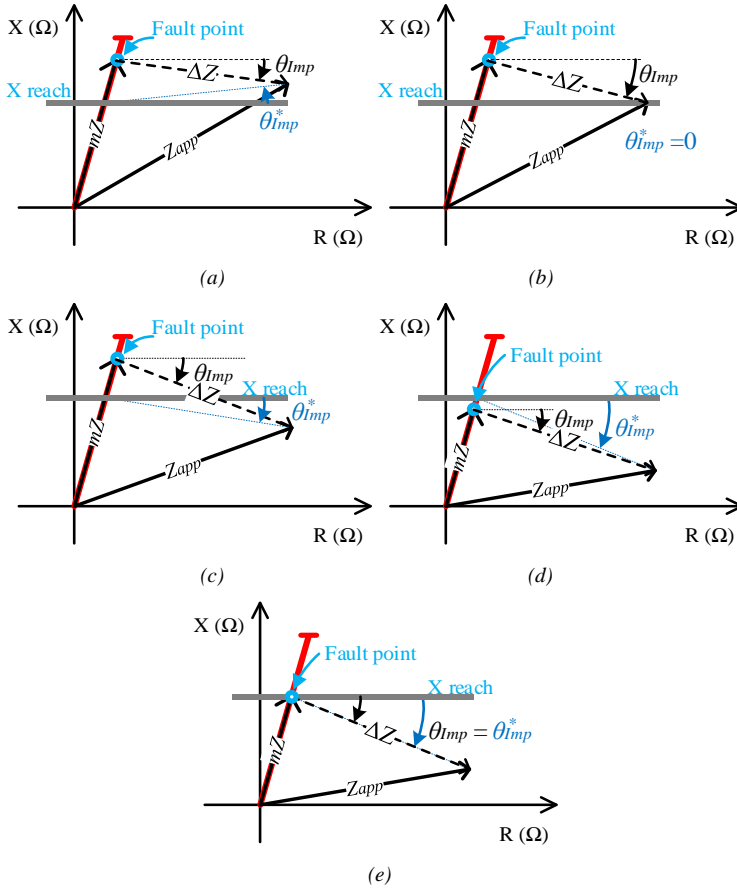 X (Ω)
Fault point
θImp
ΔZ
X reach
θ*Imp
mZ
Zapp
R (Ω)
(a)
X (Ω)
Fault point
θImp
ΔZ
X reach
θ*Imp =0
mZ
Zapp
R (Ω)
(b)
X (Ω)
Fault point
θImp
X reach
ΔZ
θ*Imp
mZ
Zapp
R (Ω)
(c)
X (Ω)
Fault point
X reach
θImp
θ*Imp
ΔZ
mZ
Zapp
R (Ω)
(d)
X (Ω)
Fault point
X reach
θImp = θ*Imp
ΔZ
mZ
Zapp
R (Ω)
(e)